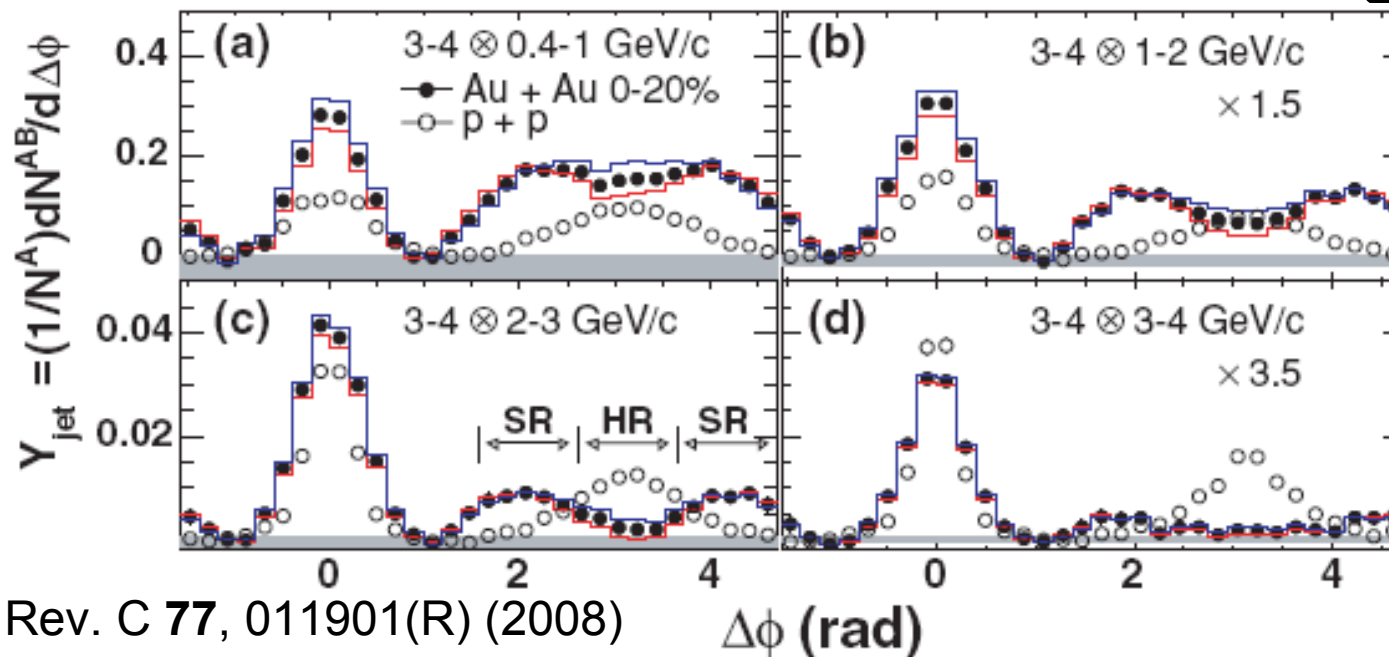 Y_jet =(1/N^A)dN^AB/dΔϕ
(a) 3-4 ⊗ 0.4-1 GeV/c
Au + Au 0-20%
p + p
0.4
0.2
0
(b) 3-4 ⊗ 1-2 GeV/c
× 1.5
(c) 3-4 ⊗ 2-3 GeV/c
SR HR SR
0.04
0.02
(d) 3-4 ⊗ 3-4 GeV/c
× 3.5
0 2 4 0 2 4
Rev. C 77, 011901(R) (2008)
Δϕ (rad)